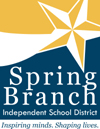 Spring
Branch
Independent School District
Inspiring minds. Shaping lives.